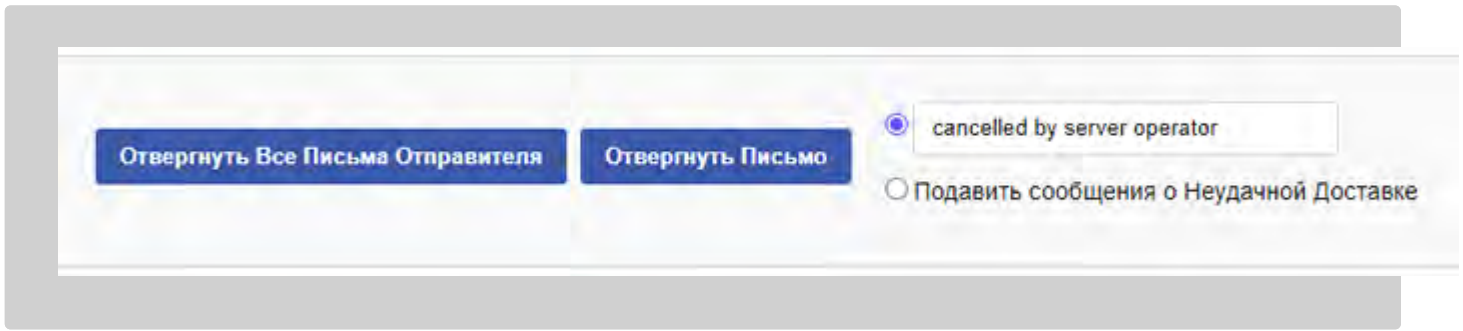 Отвергнуть Все Письма Отправителя
Отвергнуть Письмо
cancelled by server operator
Подавить сообщения о Неудачной Доставке